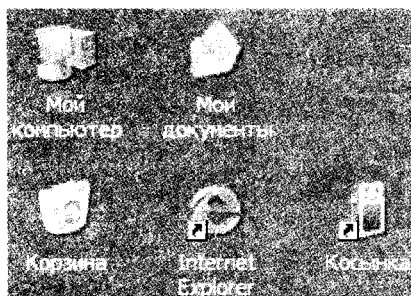 Мой
компьютер
Мои
документы
Корзина
Internet
Explorer
Косынка